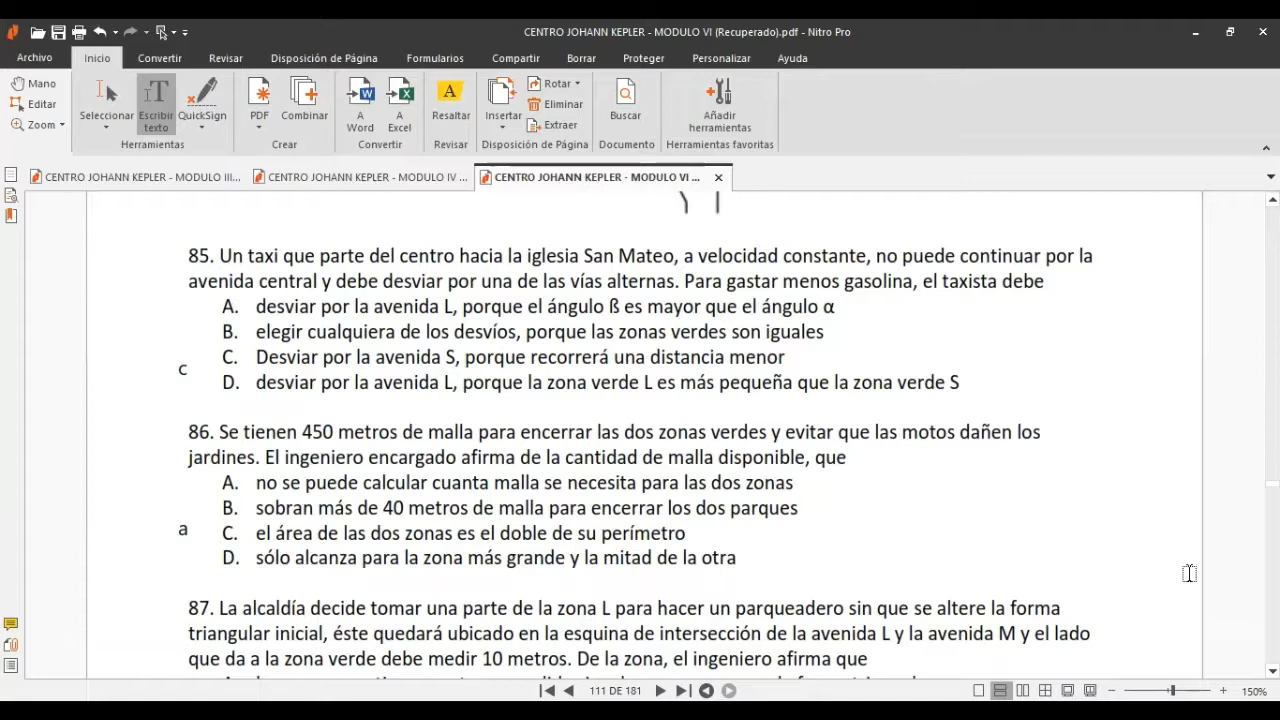 CENTRO JOHANN KEPLER - MODULO VI (Recuperado).pdf - Nitro Pro
Archivo Inicio Convertir Revisar Disposición de Página Formularios Compartir Borrar Proteger Personalizar Ayuda
Mano
Editar
Zoom
Seleccionar
Escribir texto
QuickSign
Herramientas
PDF
Combinar
Crear
A Word
A Excel
Convertir
Resaltar
Revisar
Insertar
Rotar
Eliminar
Extraer
Disposición de Página
Buscar
Documento
Añadir herramientas
Herramientas favoritas
CENTRO JOHANN KEPLER - MODULO III... CENTRO JOHANN KEPLER - MODULO IV ... CENTRO JOHANN KEPLER - MODULO VI ...
85. Un taxi que parte del centro hacia la iglesia San Mateo, a velocidad constante, no puede continuar por la
avenida central y debe desviar por una de las vías alternas. Para gastar menos gasolina, el taxista debe
A. desviar por la avenida L, porque el ángulo ß es mayor que el ángulo α
B. elegir cualquiera de los desvíos, porque las zonas verdes son iguales
C. Desviar por la avenida S, porque recorrerá una distancia menor
c
D. desviar por la avenida L, porque la zona verde L es más pequeña que la zona verde S
86. Se tienen 450 metros de malla para encerrar las dos zonas verdes y evitar que las motos dañen los
jardines. El ingeniero encargado afirma de la cantidad de malla disponible, que
A. no se puede calcular cuanta malla se necesita para las dos zonas
B. sobran más de 40 metros de malla para encerrar los dos parques
a
C. el área de las dos zonas es el doble de su perímetro
D. sólo alcanza para la zona más grande y la mitad de la otra
87. La alcaldía decide tomar una parte de la zona L para hacer un parqueadero sin que se altere la forma
triangular inicial, éste quedará ubicado en la esquina de intersección de la avenida L y la avenida M y el lado
que da a la zona verde debe medir 10 metros. De la zona, el ingeniero afirma que
111 DE 181
150%